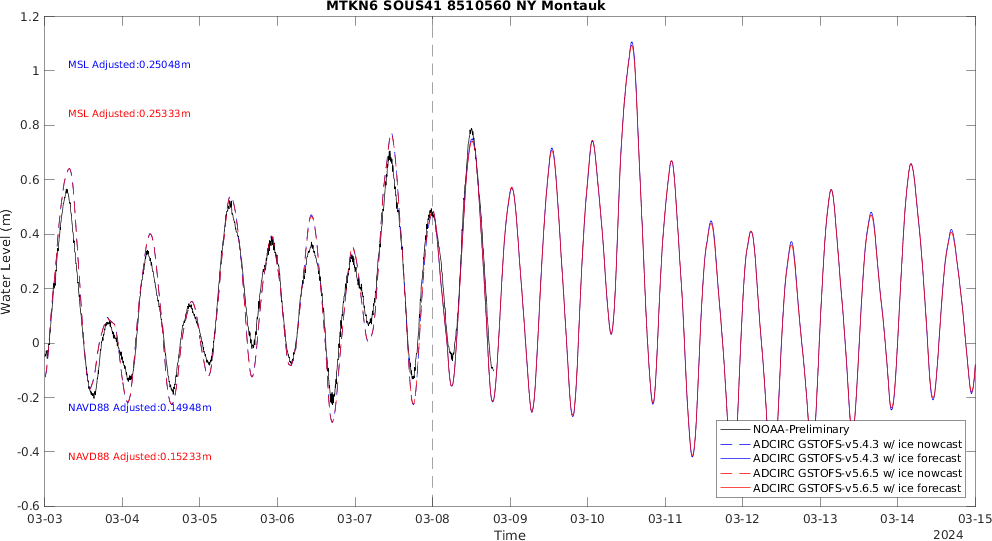 MTKN6 SOUS41 8510560 NY Montauk
1.2
1
0.8
0.6
0.4
0.2
0
-0.2
-0.4
-0.6
Water Level (m)
MSL Adjusted:0.25048m
MSL Adjusted:0.25333m
NAVD88 Adjusted:0.14948m
NAVD88 Adjusted:0.15233m
NOAA-Preliminary
ADCIRC GSTOFS-v5.4.3 w/ ice nowcast
ADCIRC GSTOFS-v5.4.3 w/ ice forecast
ADCIRC GSTOFS-v5.6.5 w/ ice nowcast
ADCIRC GSTOFS-v5.6.5 w/ ice forecast
03-03 03-04 03-05 03-06 03-07 03-08 03-09 03-10 03-11 03-12 03-13 03-14 03-15
Time
2024